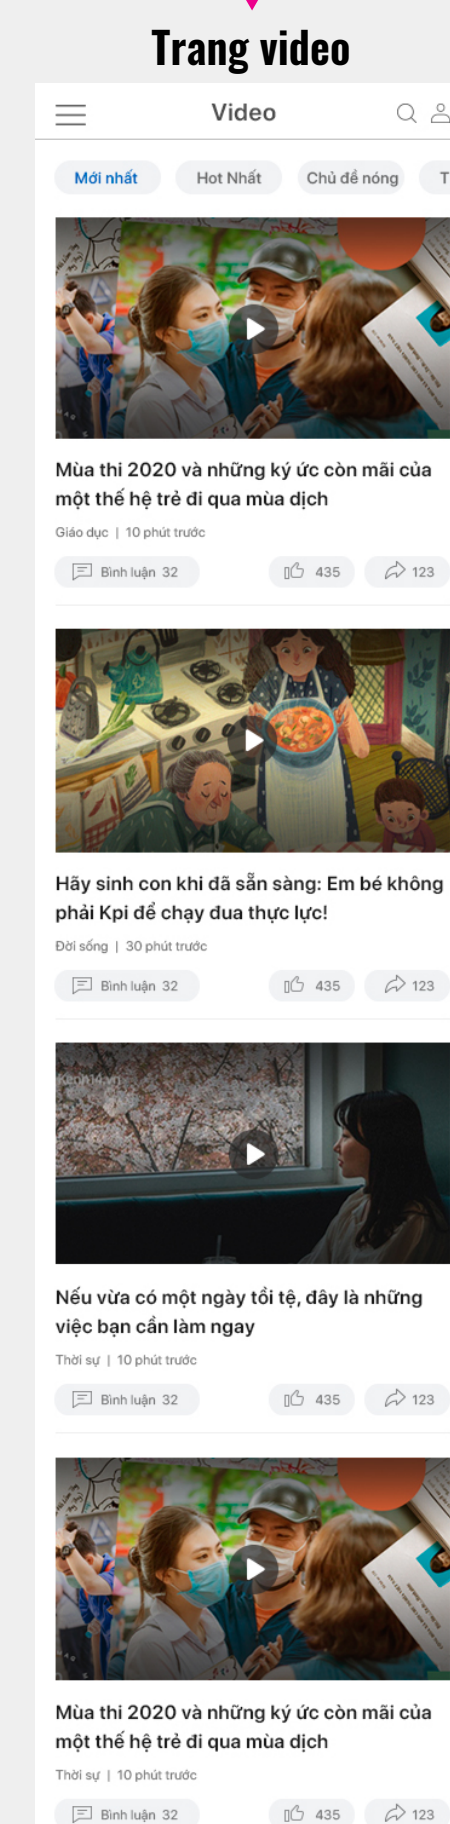 Trang video
Video
Mới nhất
Hot Nhất
Chủ đề nóng
T
Mùa thi 2020 và những ký ức còn mãi của
một thế hệ trẻ đi qua mùa dịch
Giáo dục | 10 phút trước
Bình luận 32
435
123
Hãy sinh con khi đã sẵn sàng: Em bé không
phải Kpi để chạy đua thực lực!
Đời sống | 30 phút trước
Bình luận 32
435
123
Kenh14.vn
Nếu vừa có một ngày tồi tệ, đây là những
việc bạn cần làm ngay
Thời sự | 10 phút trước
Bình luận 32
435
123
Mùa thi 2020 và những ký ức còn mãi của
một thế hệ trẻ đi qua mùa dịch
Thời sự | 10 phút trước
Bình luận 32
435
123